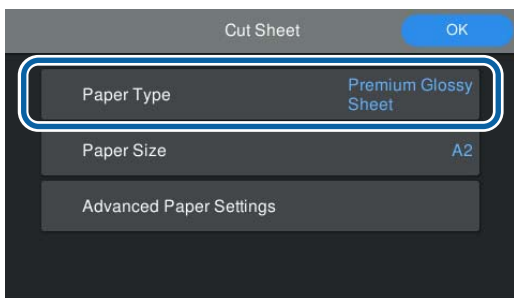 Cut Sheet
OK
Paper Type
Premium Glossy
Sheet
Paper Size
A2
Advanced Paper Settings